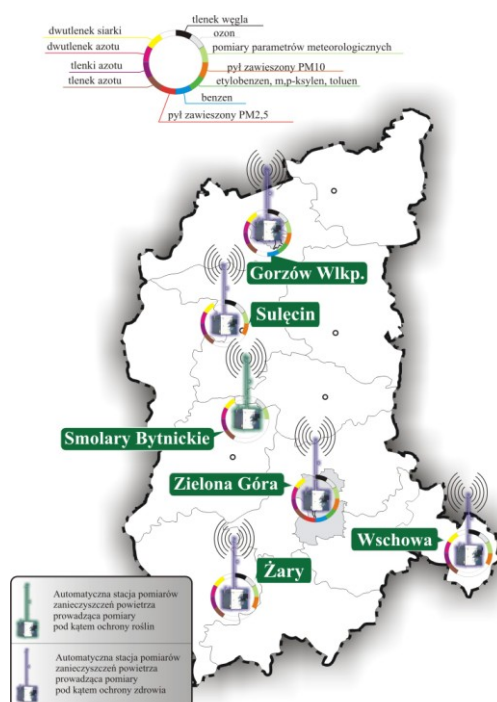 tlenek węgla
dwutlenek siarki
ozon
dwutlenek azotu
pomiary parametrów meteorologicznych
tlenki azotu
pył zawieszony PM10
tlenek azotu
etylobenzen, m,p-ksylen, toluen
benzen
pył zawieszony PM2,5
Gorzów Wlkp.
Sulęcin
Smolary Bytnickie
Zielona Góra
Wschowa
Żary
Automatyczna stacja pomiarów
zanieczyszczeń powietrza
prowadząca pomiary
pod kątem ochrony roślin
Automatyczna stacja pomiarów
zanieczyszczeń powietrza
prowadząca pomiary
pod kątem ochrony zdrowia